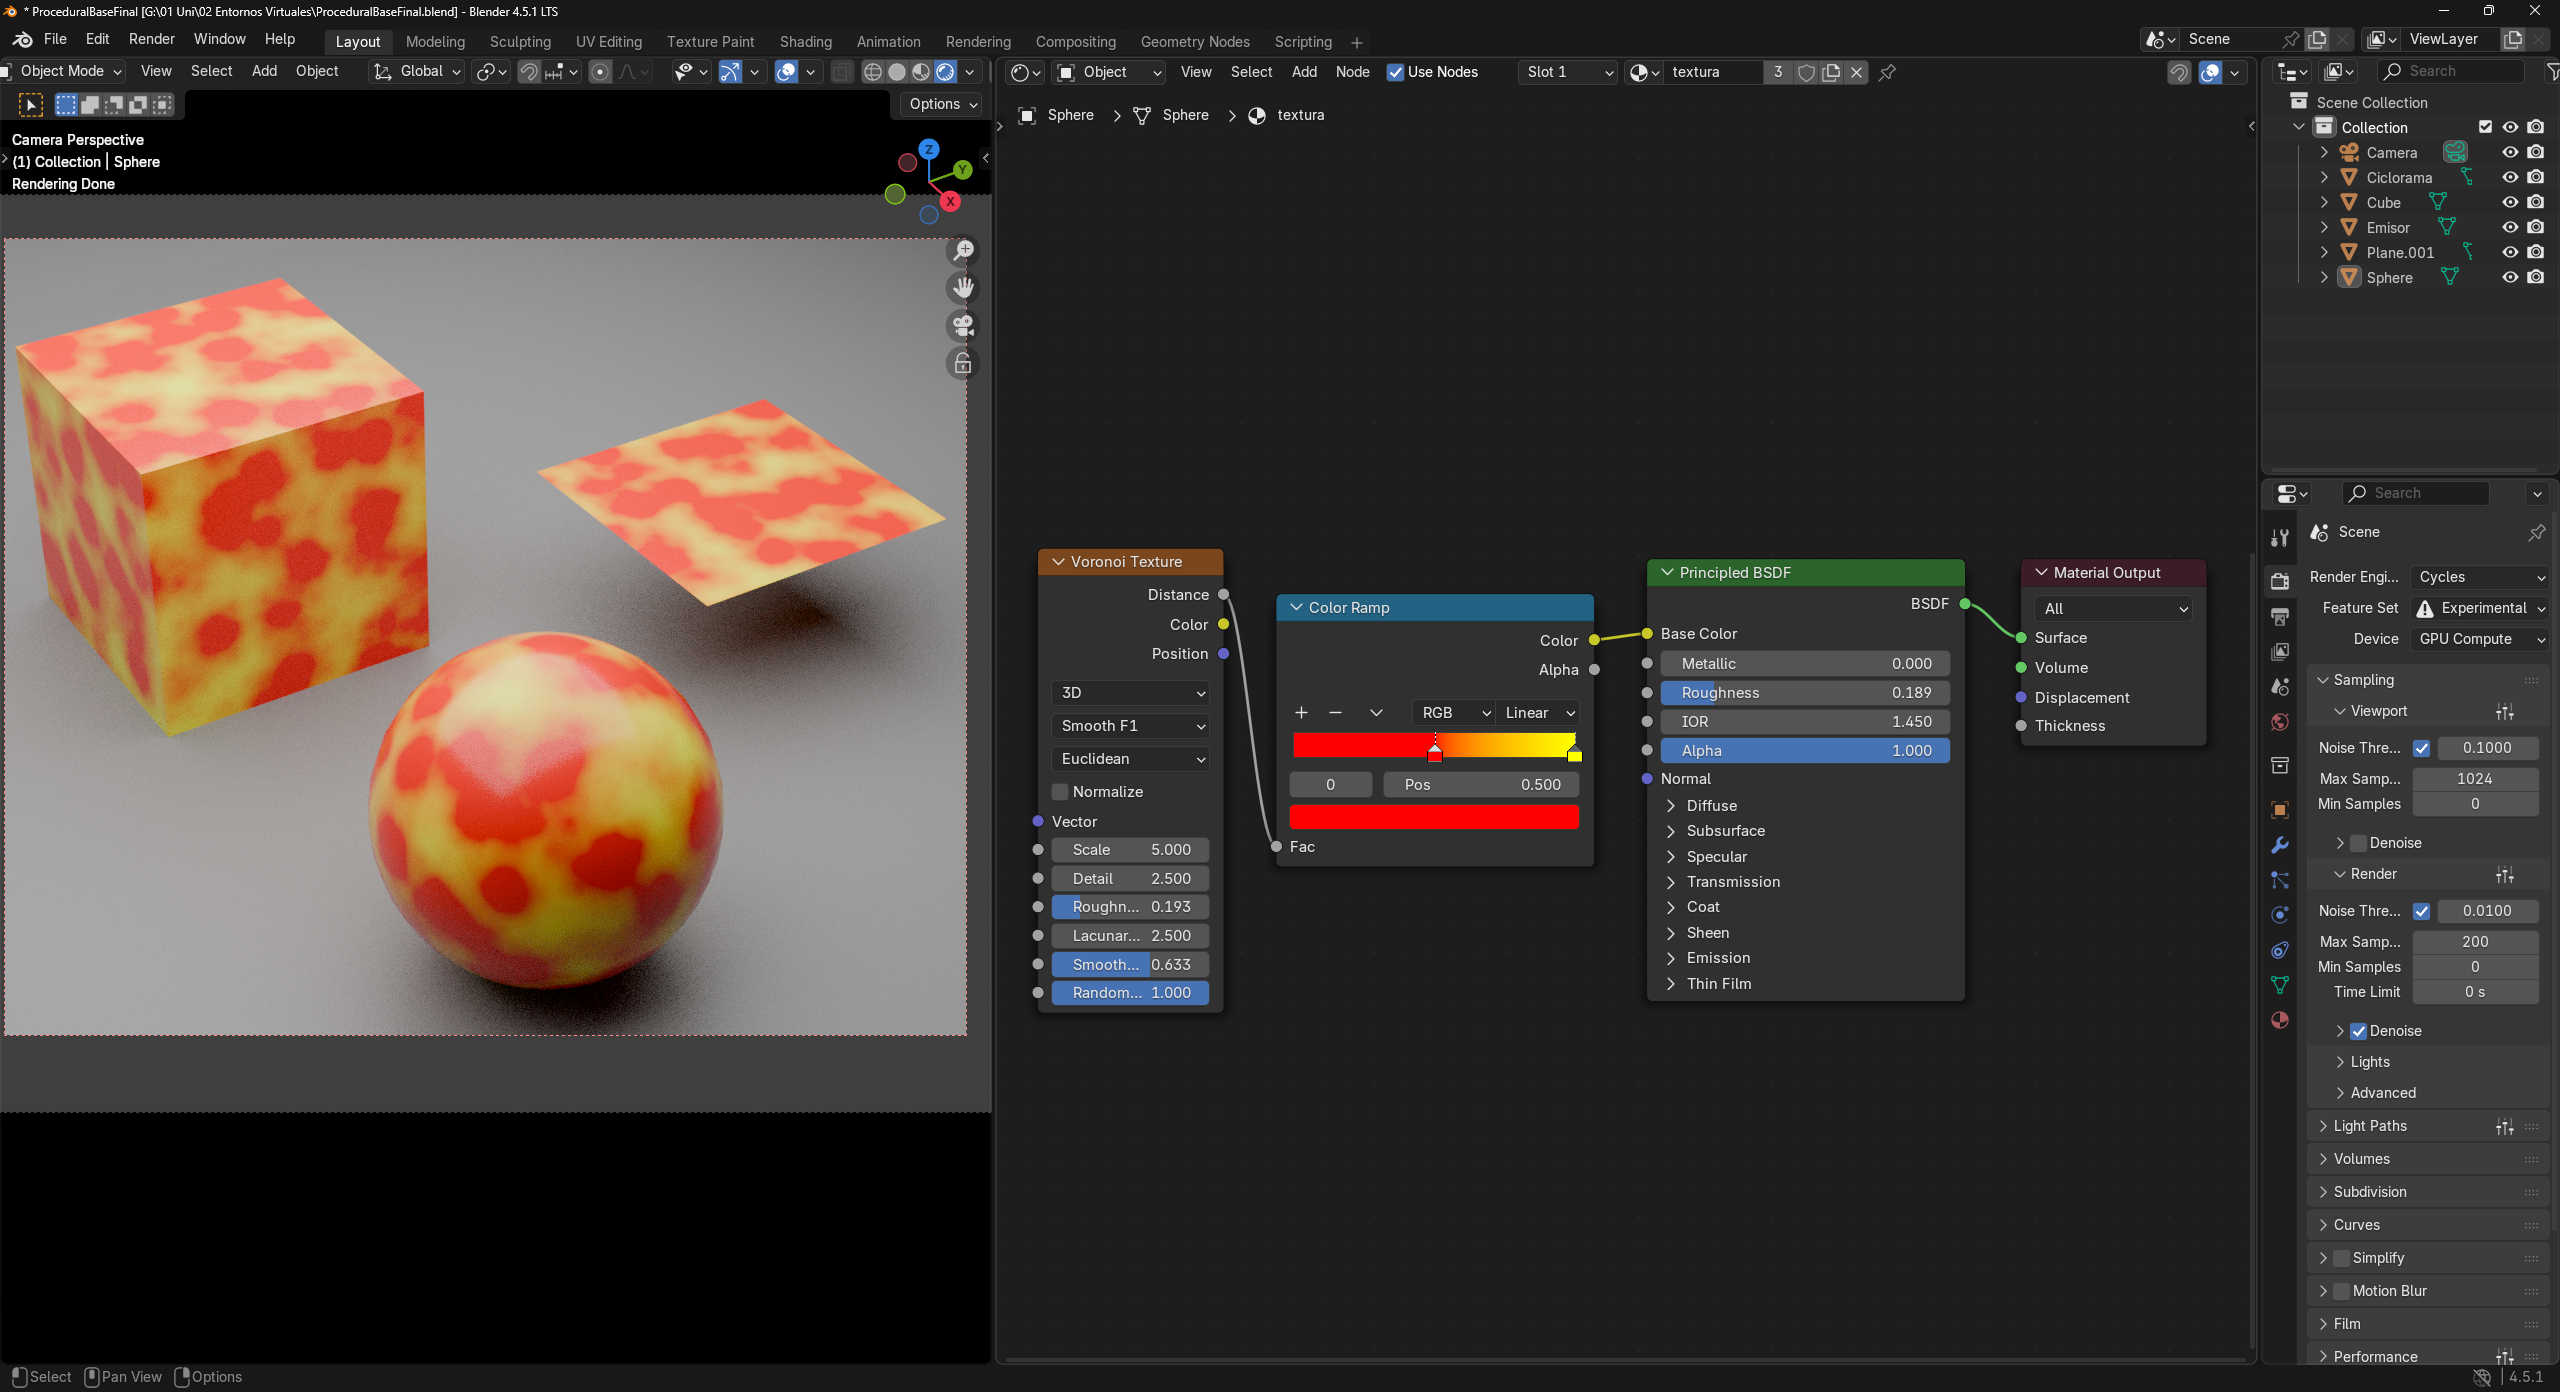 * ProceduralBaseFinal [G:\01 Uni\02 Entornos Virtuales\ProceduralBaseFinal.blend] - Blender 4.5.1 LTS
File Edit Render Window Help Layout Modeling Sculpting UV Editing Texture Paint Shading Animation Rendering Compositing Geometry Nodes Scripting + Scene ViewLayer
Object Mode View Select Add Object Global
Options
Camera Perspective
(1) Collection | Sphere
Rendering Done
Z
Y
X
Object View Select Add Node Use Nodes Slot 1 textura 3
Sphere > Sphere > textura
Voronoi Texture
Distance
Color
Position
3D
Smooth F1
Euclidean
Normalize
Vector
Scale 5.000
Detail 2.500
Roughn... 0.193
Lacunar... 2.500
Smooth... 0.633
Random... 1.000
Color Ramp
Color
Alpha
RGB Linear
0 Pos 0.500
Fac
Principled BSDF
BSDF
Base Color
Metallic 0.000
Roughness 0.189
IOR 1.450
Alpha 1.000
Normal
Diffuse
Subsurface
Specular
Transmission
Coat
Sheen
Emission
Thin Film
Material Output
All
Surface
Volume
Displacement
Thickness
Search
Scene Collection
Collection
Camera
Ciclorama
Cube
Emisor
Plane.001
Sphere
Search
Scene
Render Engi... Cycles
Feature Set Experimental
Device GPU Compute
Sampling
Viewport
Noise Thre... 0.1000
Max Samp... 1024
Min Samples 0
Denoise
Render
Noise Thre... 0.0100
Max Samp... 200
Min Samples 0
Time Limit 0 s
Denoise
Lights
Advanced
Light Paths
Volumes
Subdivision
Curves
Simplify
Motion Blur
Film
Performance
Select Pan View Options
4.5.1